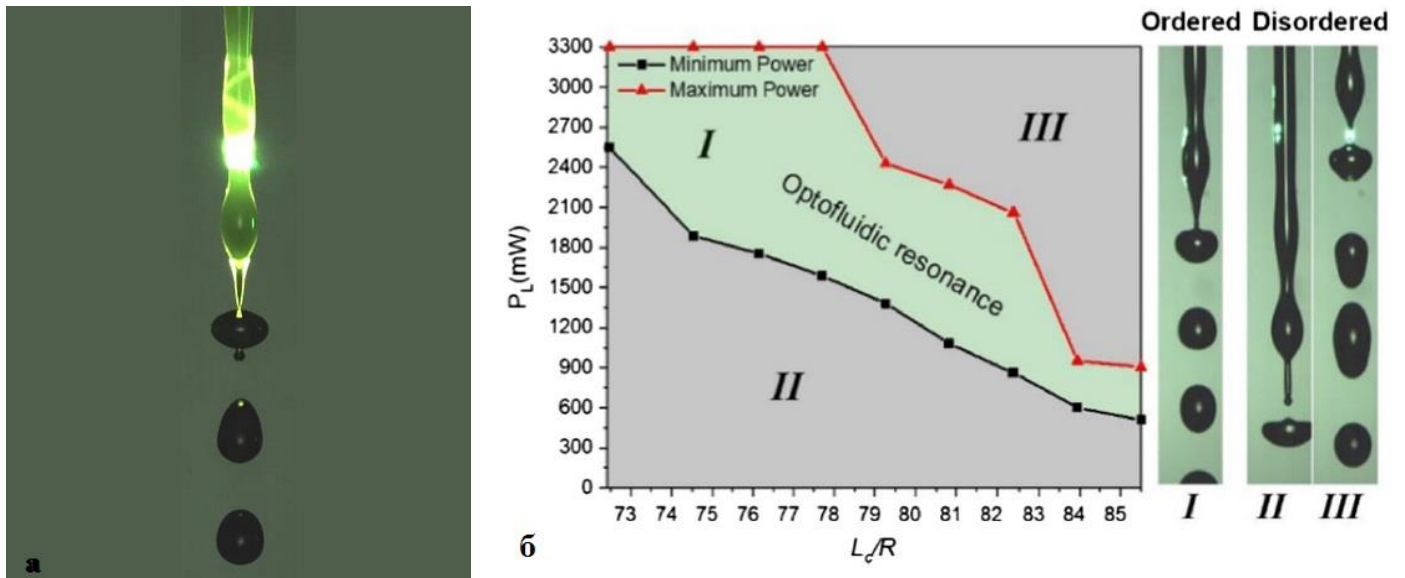 Ordered Disordered
3300
3000
2700
2400
2100
1800
1500
1200
900
600
300
0
P_L(mW)
Minimum Power
Maximum Power
I
II
III
Optofluidic resonance
73 74 75 76 77 78 79 80 81 82 83 84 85
L_c/R
I II III
а
б